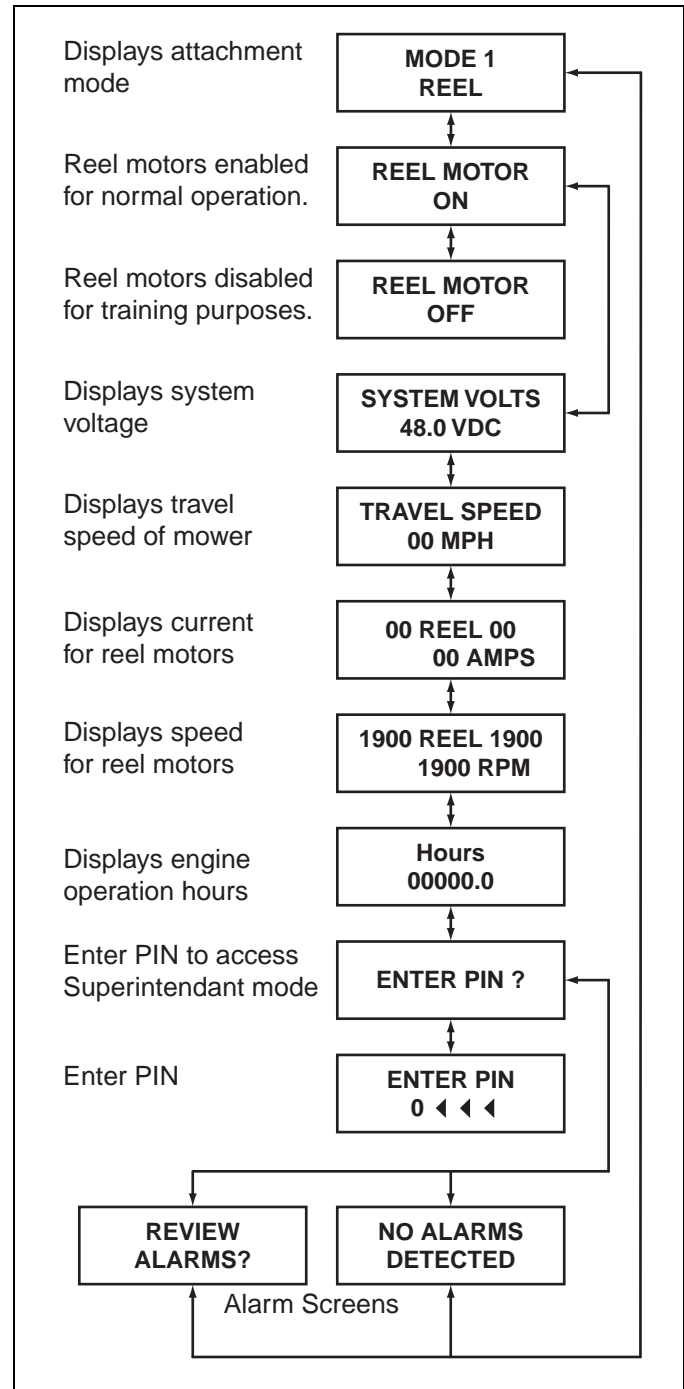 Displays attachment
mode
MODE 1
REEL
Reel motors enabled
for normal operation.
REEL MOTOR
ON
Reel motors disabled
for training purposes.
REEL MOTOR
OFF
Displays system
voltage
SYSTEM VOLTS
48.0 VDC
Displays travel
speed of mower
TRAVEL SPEED
00 MPH
Displays current
for reel motors
00 REEL 00
00 AMPS
Displays speed
for reel motors
1900 REEL 1900
1900 RPM
Displays engine
operation hours
Hours
00000.0
Enter PIN to access
Superintendant mode
ENTER PIN ?
Enter PIN
ENTER PIN
0 ◀ ◀ ◀
REVIEW
ALARMS?
NO ALARMS
DETECTED
Alarm Screens